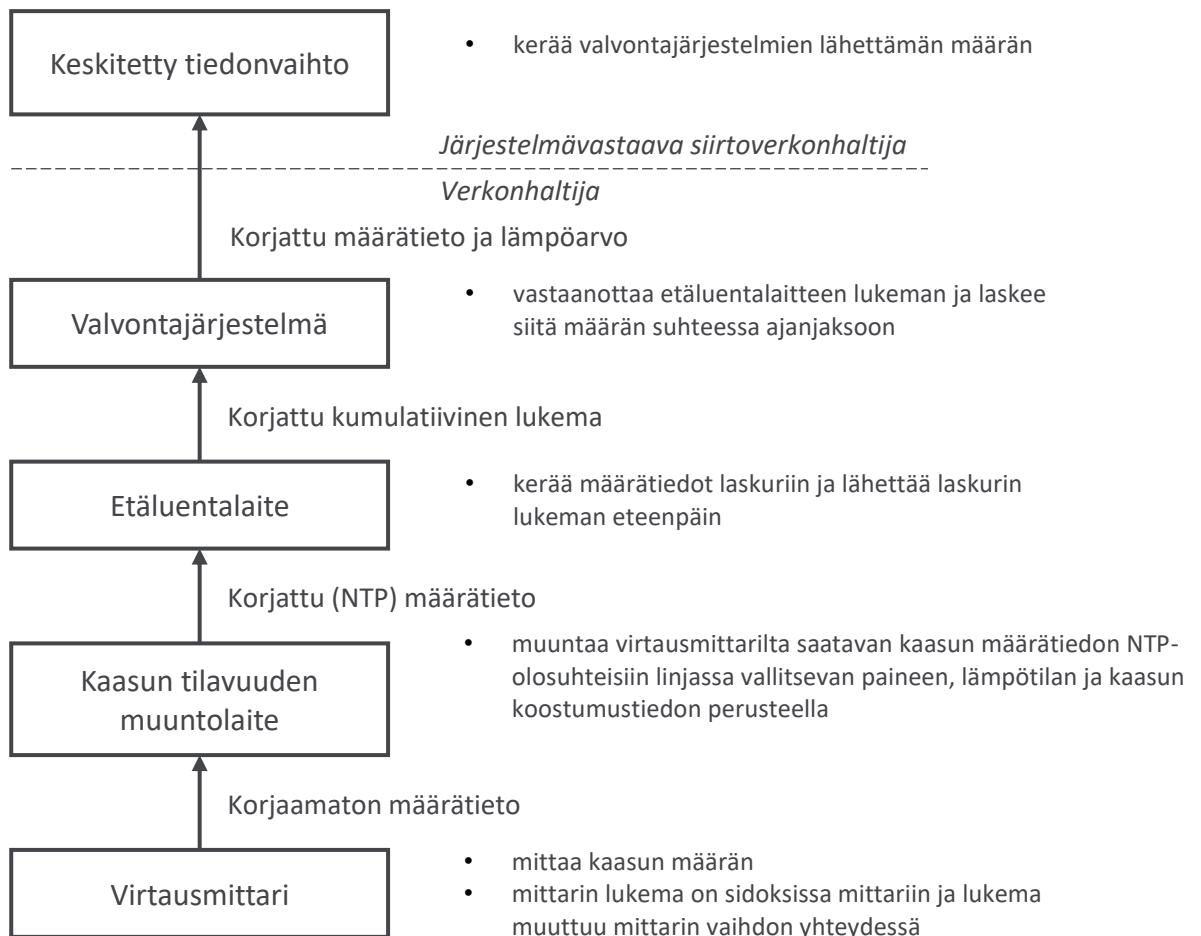 Keskitetty tiedonvaihto
• kerää valvontajärjestelmien lähettämän määrän
Järjestelmävastaava siirtoverkonhaltija
Verkonhaltija
Korjattu määrätieto ja lämpöarvo
Valvontajärjestelmä
• vastaanottaa etäluentalaitteen lukeman ja laskee
siitä määrän suhteessa ajanjaksoon
Korjattu kumulatiivinen lukema
Etäluentalaite
• kerää määrätiedot laskuriin ja lähettää laskurin
lukeman eteenpäin
Korjattu (NTP) määrätieto
Kaasun tilavuuden
muuntolaite
• muuntaa virtausmittarilta saatavan kaasun määrätiedon NTP-
olosuhteisiin linjassa vallitsevan paineen, lämpötilan ja kaasun
koostumustiedon perusteella
Korjaamaton määrätieto
Virtausmittari
• mittaa kaasun määrän
• mittarin lukema on sidoksissa mittariin ja lukema
muuttuu mittarin vaihdon yhteydessä